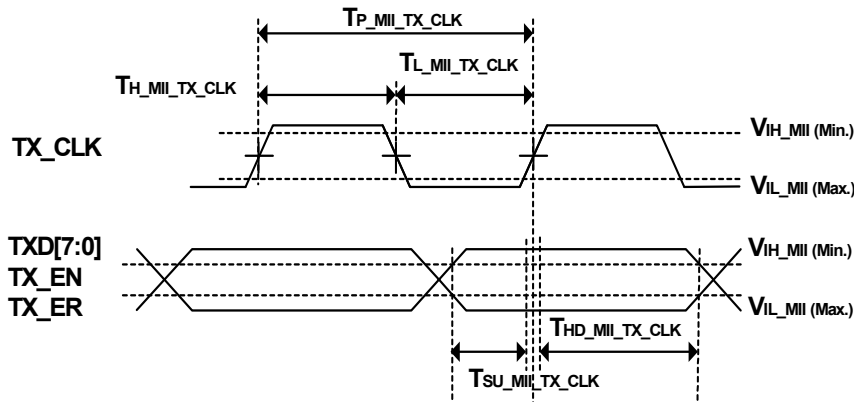 TP_MII_TX_CLK
TL_MII_TX_CLK
TH_MII_TX_CLK
VIH_MII (Min.)
TX_CLK
VIL_MII (Max.)
TXD[7:0]
VIH_MII (Min.)
TX_EN
TX_ER
VIL_MII (Max.)
THD_MII_TX_CLK
TSU_MII_TX_CLK